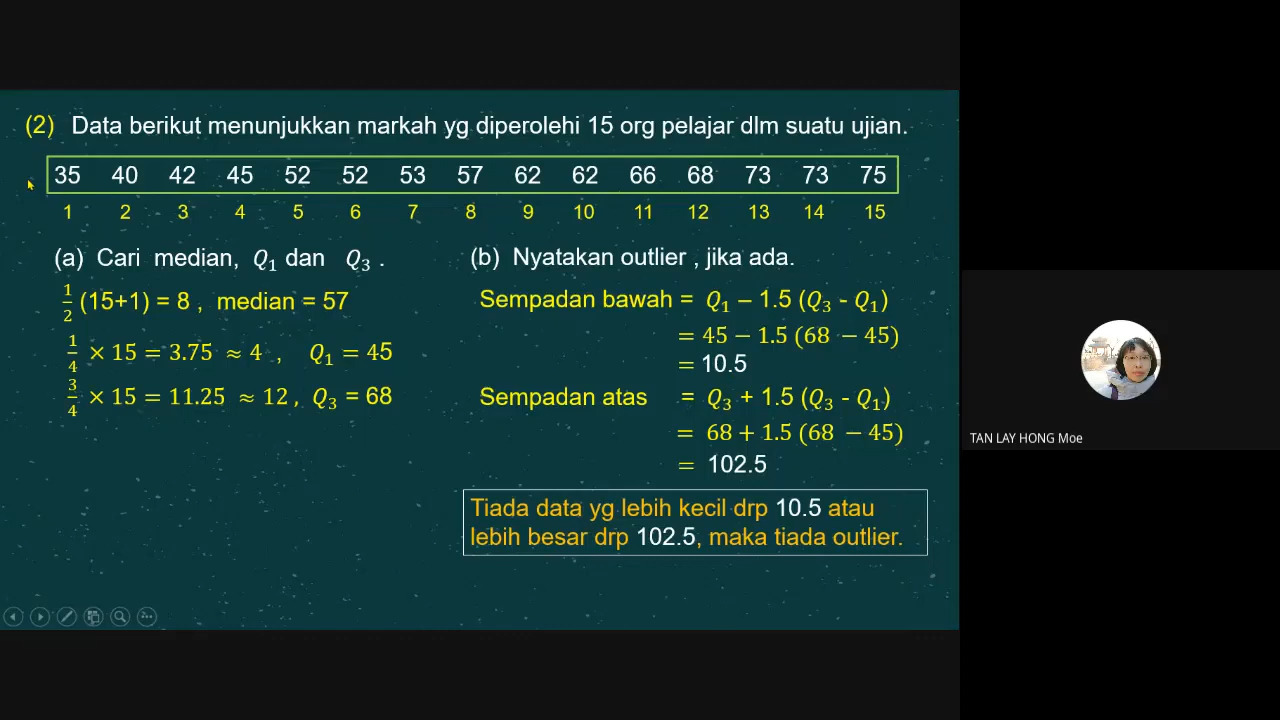 (2) Data berikut menunjukkan markah yg diperolehi 15 org pelajar dlm suatu ujian.
35 40 42 45 52 52 53 57 62 62 66 68 73 73 75
1 2 3 4 5 6 7 8 9 10 11 12 13 14 15
(a) Cari median, Q₁ dan Q₃ .
1/2 (15+1) = 8 , median = 57
1/4 × 15 = 3.75 ≈ 4 , Q₁ = 45
3/4 × 15 = 11.25 ≈ 12 , Q₃ = 68
(b) Nyatakan outlier , jika ada.
Sempadan bawah = Q₁ – 1.5 (Q₃ - Q₁)
= 45 – 1.5 (68 – 45)
= 10.5
Sempadan atas = Q₃ + 1.5 (Q₃ - Q₁)
= 68 + 1.5 (68 – 45)
= 102.5
Tiada data yg lebih kecil drp 10.5 atau
lebih besar drp 102.5, maka tiada outlier.
TAN LAY HONG Moe